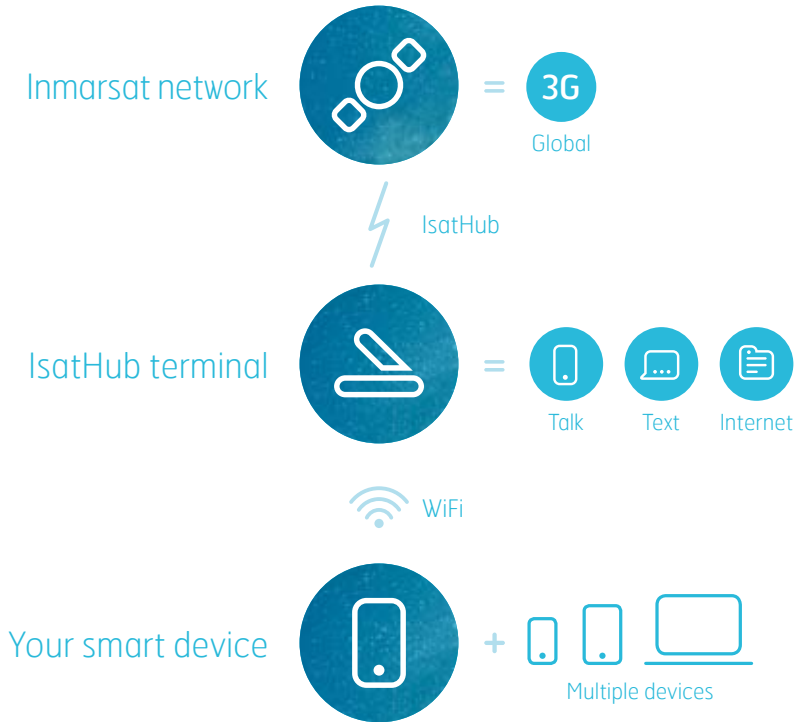 Inmarsat network
=
3G
Global
IsatHub
IsatHub terminal
=
Talk
Text
Internet
WiFi
Your smart device
+
Multiple devices